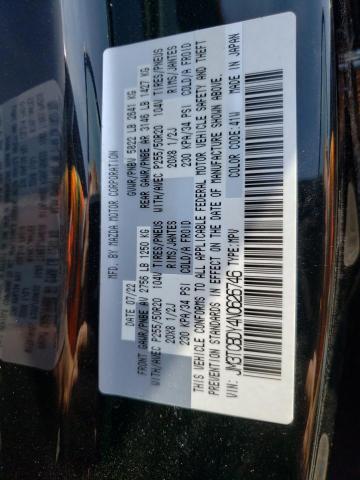 MFD. BY MAZDA MOTOR CORPORATION
DATE 07/22 GVWR/PNBV 5822 LB 2641 KG
FRONT GAWR/PNBE AV 2756 LB 1250 KG REAR GAWR/PNBE AR 3146 LB 1427 KG
WITH/AVEC P255/50R20 104V TIRES/PNEUS WITH/AVEC P255/50R20 104V TIRES/PNEUS
20X8 1/2J RIMS/JANTES 20X8 1/2J RIMS/JANTES
230 KPA/34 PSI COLD/A FROID 230 KPA/34 PSI COLD/A FROID
THIS VEHICLE CONFORMS TO ALL APPLICABLE FEDERAL MOTOR VEHICLE SAFETY AND THEFT
PREVENTION STANDARDS IN EFFECT ON THE DATE OF MANUFACTURE SHOWN ABOVE.
VIN: JM3TCBDY4N0626746 TYPE: MPV MADE IN JAPAN
COLOR CODE: 41W